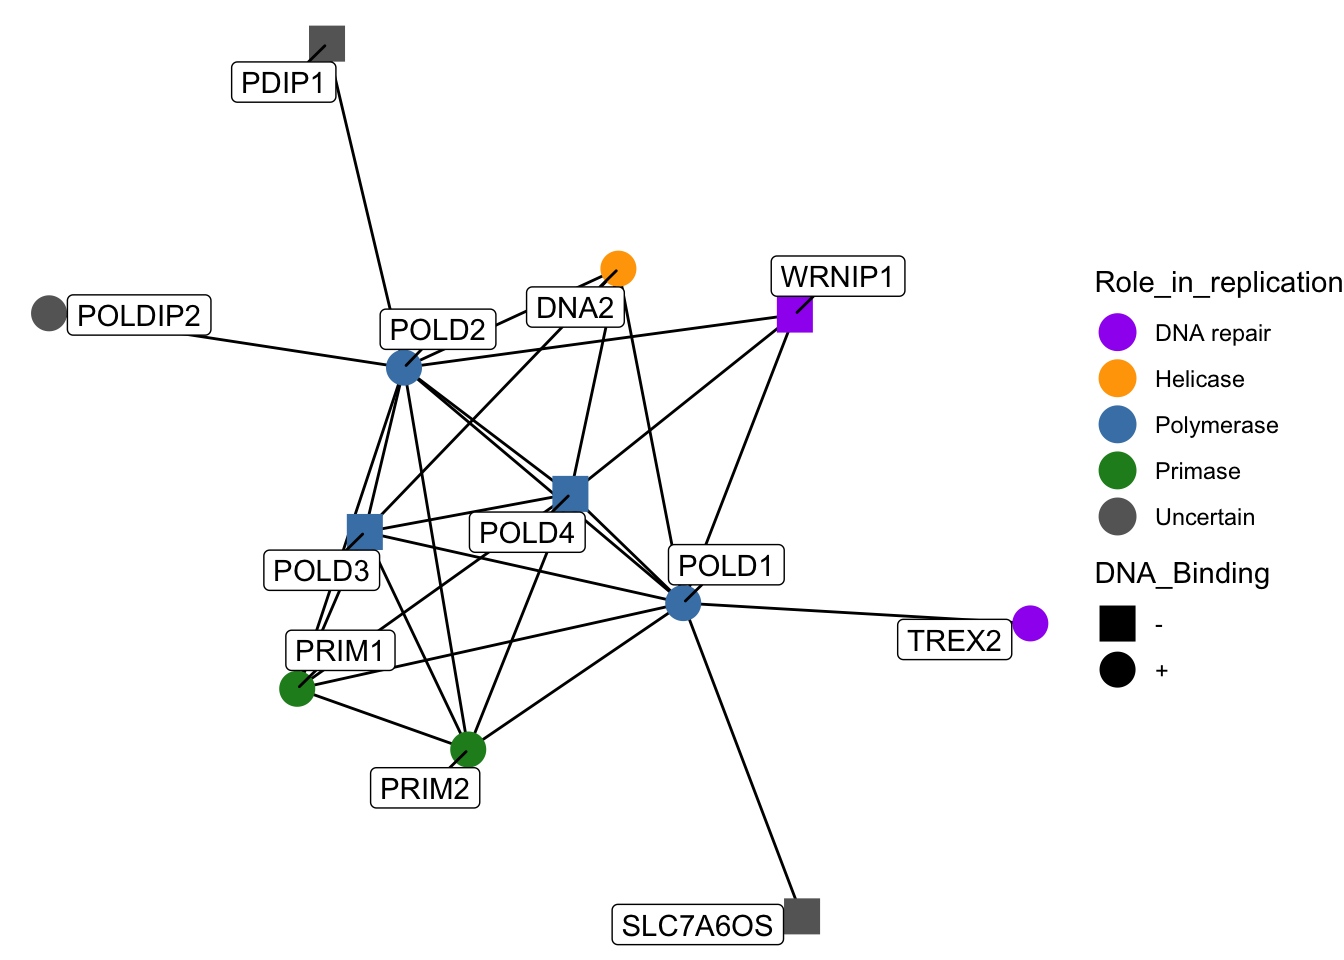 PDIP1
WRNIP1
DNA2
POLDIP2
POLD2
POLD4
POLD3
POLD1
TREX2
PRIM1
PRIM2
SLC7A6OS
Role_in_replication
DNA repair
Helicase
Polymerase
Primase
Uncertain
DNA_Binding
-
+